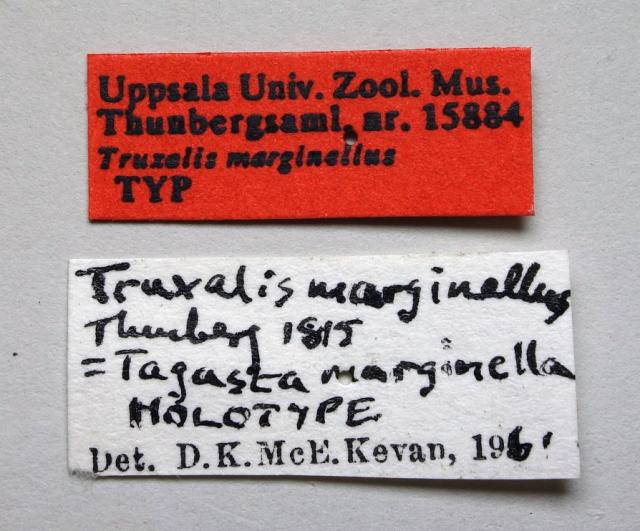 Uppsala Univ. Zool. Mus.
Thunbergsaml. nr. 15884
Truxalis marginellus
TYP
Truxalis marginellus
Thunberg 1815
= Tagasta marginella
HOLOTYPE
Det. D.K.McE.Kevan, 196